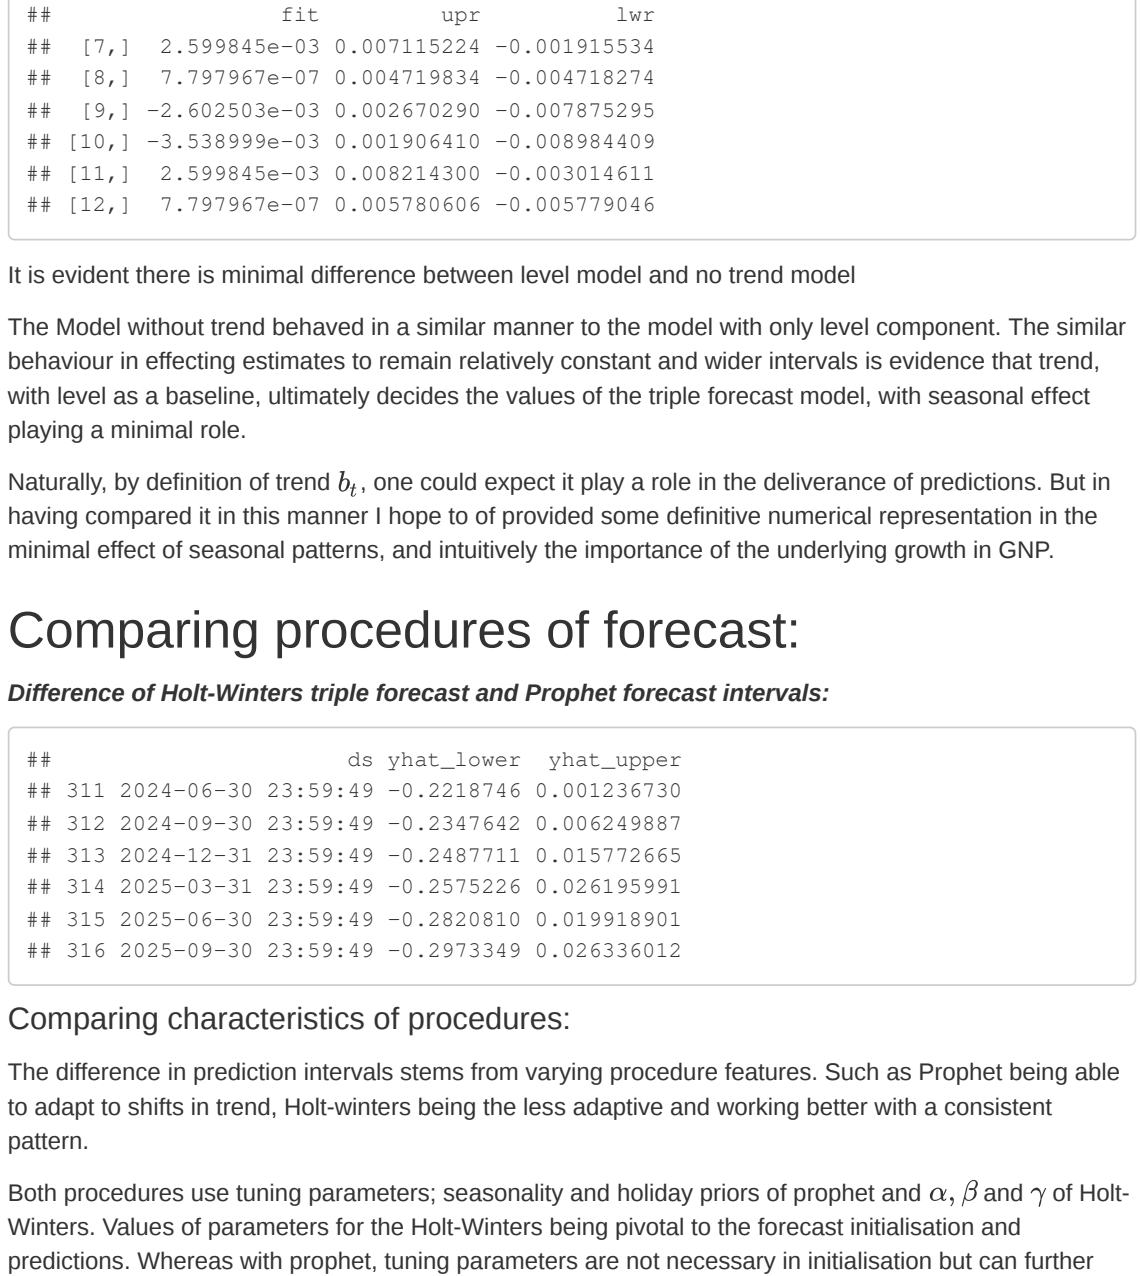 ##                   fit         upr          lwr
##  [7,]  2.599845e-03 0.007115224 -0.001915534
##  [8,]  7.797967e-07 0.004719834 -0.004718274
##  [9,] -2.602503e-03 0.002670290 -0.007875295
## [10,] -3.538999e-03 0.001906410 -0.008984409
## [11,]  2.599845e-03 0.008214300 -0.003014611
## [12,]  7.797967e-07 0.005780606 -0.005779046
It is evident there is minimal difference between level model and no trend model
The Model without trend behaved in a similar manner to the model with only level component. The similar
behaviour in effecting estimates to remain relatively constant and wider intervals is evidence that trend,
with level as a baseline, ultimately decides the values of the triple forecast model, with seasonal effect
playing a minimal role.
Naturally, by definition of trend b_t, one could expect it play a role in the deliverance of predictions. But in
having compared it in this manner I hope to of provided some definitive numerical representation in the
minimal effect of seasonal patterns, and intuitively the importance of the underlying growth in GNP.
Comparing procedures of forecast:
Difference of Holt-Winters triple forecast and Prophet forecast intervals:
##                      ds yhat_lower  yhat_upper
## 311 2024-06-30 23:59:49 -0.2218746 0.001236730
## 312 2024-09-30 23:59:49 -0.2347642 0.006249887
## 313 2024-12-31 23:59:49 -0.2487711 0.015772665
## 314 2025-03-31 23:59:49 -0.2575226 0.026195991
## 315 2025-06-30 23:59:49 -0.2820810 0.019918901
## 316 2025-09-30 23:59:49 -0.2973349 0.026336012
Comparing characteristics of procedures:
The difference in prediction intervals stems from varying procedure features. Such as Prophet being able
to adapt to shifts in trend, Holt-winters being the less adaptive and working better with a consistent
pattern.
Both procedures use tuning parameters; seasonality and holiday priors of prophet and α, β and γ of Holt-
Winters. Values of parameters for the Holt-Winters being pivotal to the forecast initialisation and
predictions. Whereas with prophet, tuning parameters are not necessary in initialisation but can further